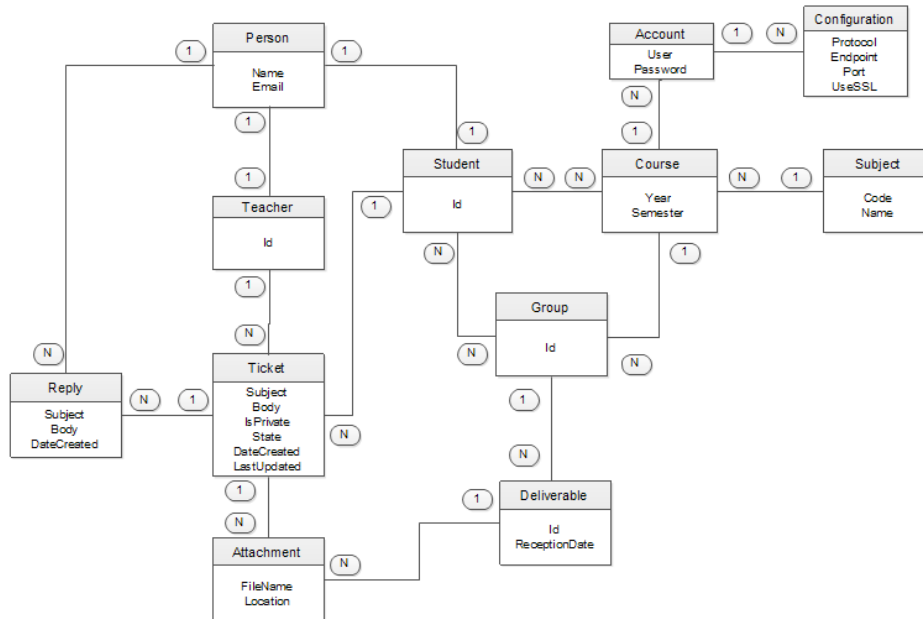 Person
Name
Email
1
1
1
Account
User
Password
1
N
N
Configuration
Protocol
Endpoint
Port
UseSSL
1
Student
Id
N
N
1
Course
Year
Semester
N
1
Subject
Code
Name
1
Teacher
Id
1
1
N
1
Group
Id
N
N
1
N
Ticket
Subject
Body
IsPrivate
State
DateCreated
LastUpdated
N
Reply
Subject
Body
DateCreated
N
1
N
1
N
Deliverable
Id
ReceptionDate
1
N
Attachment
FileName
Location
N